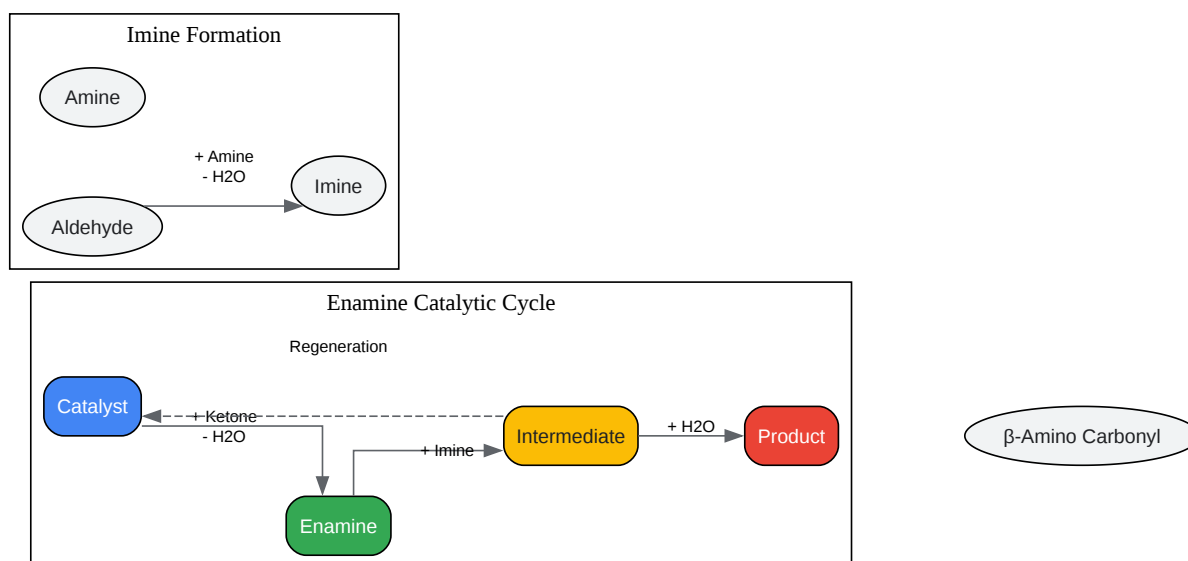 Imine Formation
Amine
+ Amine
- H2O
Imine
Aldehyde
Enamine Catalytic Cycle
Regeneration
Catalyst
+ Ketone
- H2O
Intermediate
+ H2O
Product
β-Amino Carbonyl
+ Imine
Enamine